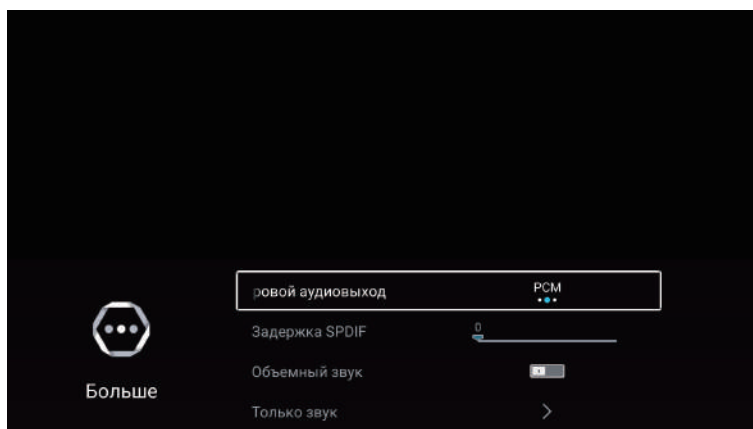 ровой аудиовыход PCM
Задержка SPDIF 0
Объемный звук
Только звук
Больше